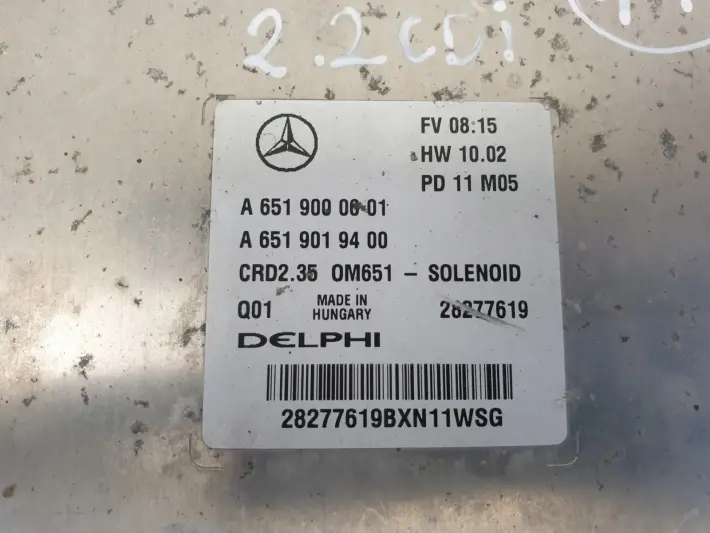 2.2CDi
FV 08:15
HW 10.02
PD 11 M05
A 651 900 06 01
A 651 901 94 00
CRD2.35 OM651 - SOLENOID
Q01 MADE IN HUNGARY 28277619
DELPHI
28277619BXN11WSG